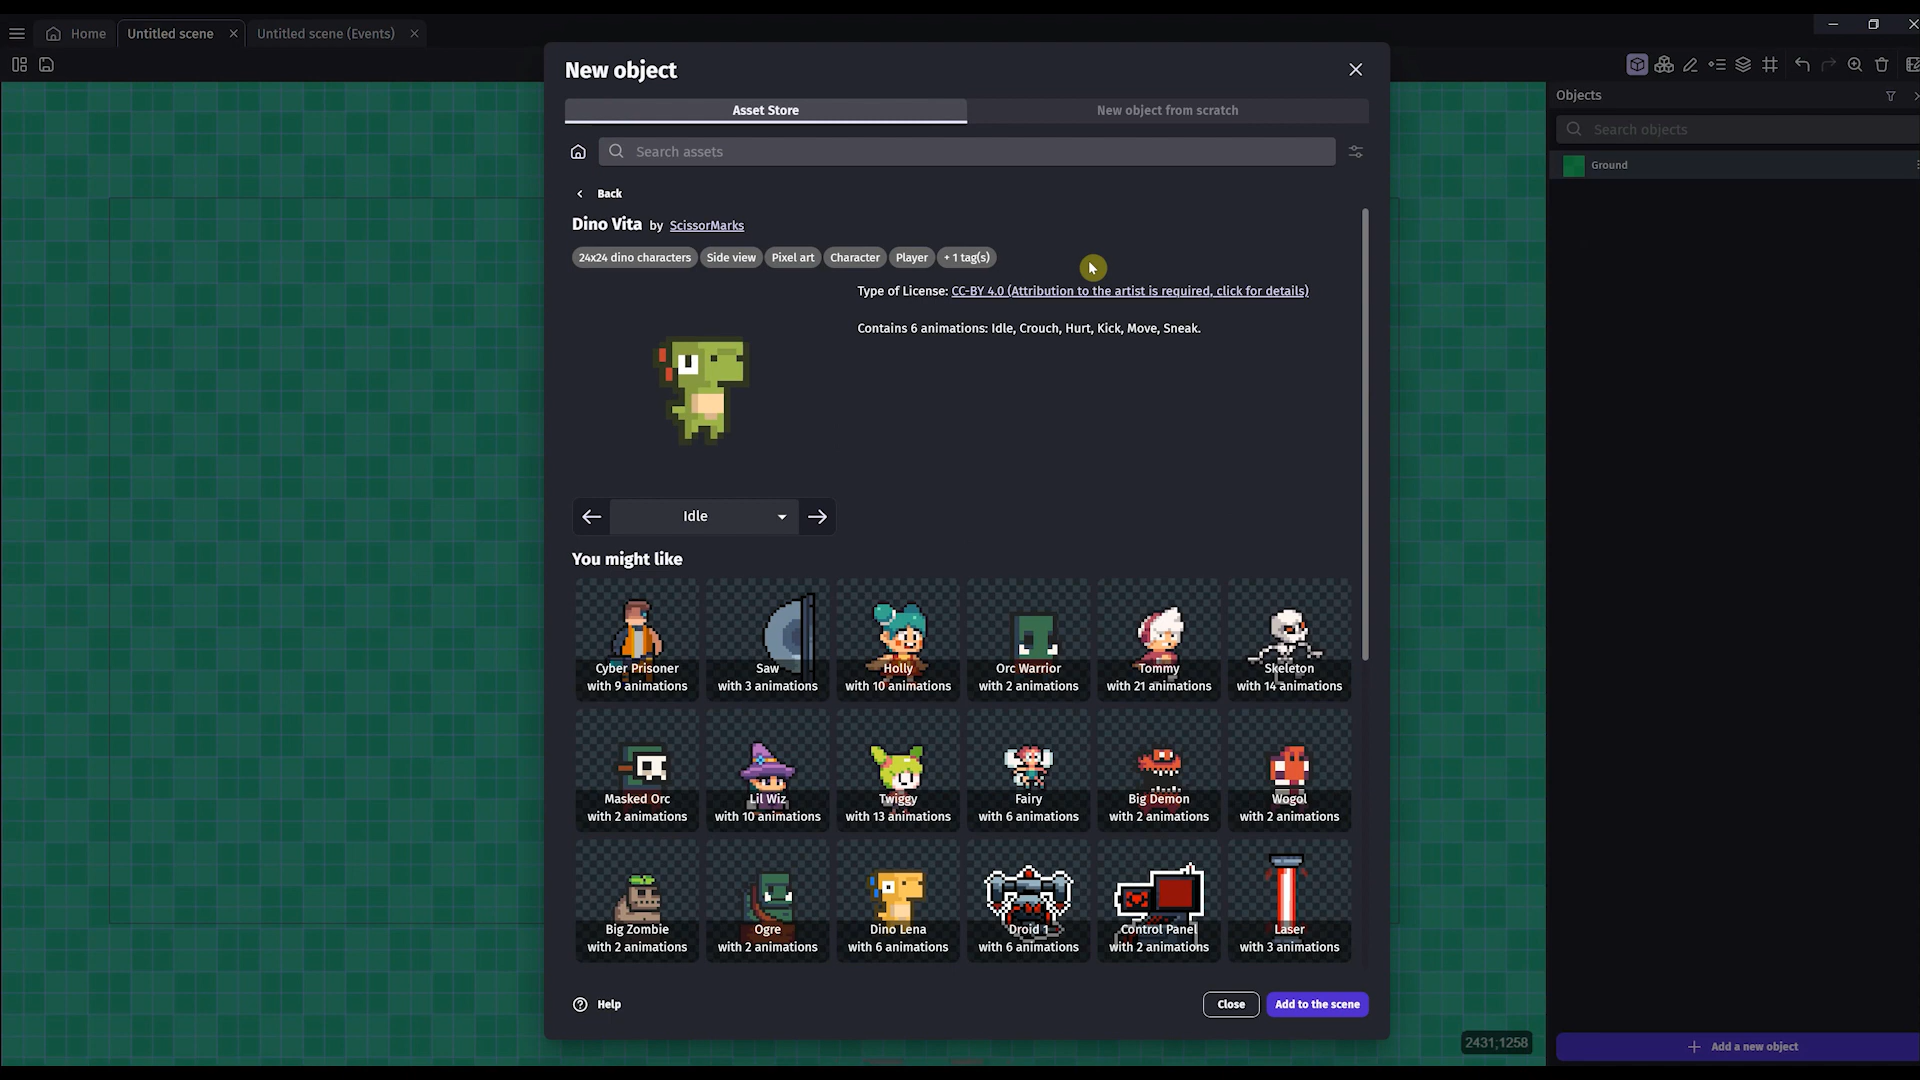 Home
Untitled scene
Untitled scene (Events)
New object
Asset Store
New object from scratch
Search assets
Back
Dino Vita by ScissorMarks
24x24 dino characters
Side view
Pixel art
Character
Player
+ 1 tag(s)
Type of License: CC-BY 4.0 (Attribution to the artist is required, click for details)
Contains 6 animations: Idle, Crouch, Hurt, Kick, Move, Sneak.
Idle
You might like
Cyber Prisoner
with 9 animations
Saw
with 3 animations
Holly
with 10 animations
Orc Warrior
with 2 animations
Tommy
with 21 animations
Skeleton
with 14 animations
Masked Orc
with 2 animations
Lil Wiz
with 10 animations
Twiggy
with 13 animations
Fairy
with 6 animations
Big Demon
with 2 animations
Wogol
with 2 animations
Big Zombie
with 2 animations
Ogre
with 2 animations
Dino Lena
with 6 animations
Droid 1
with 6 animations
Control Panel
with 2 animations
Laser
with 3 animations
Help
Close
Add to the scene
Objects
Search objects
Ground
2431;1258
Add a new object